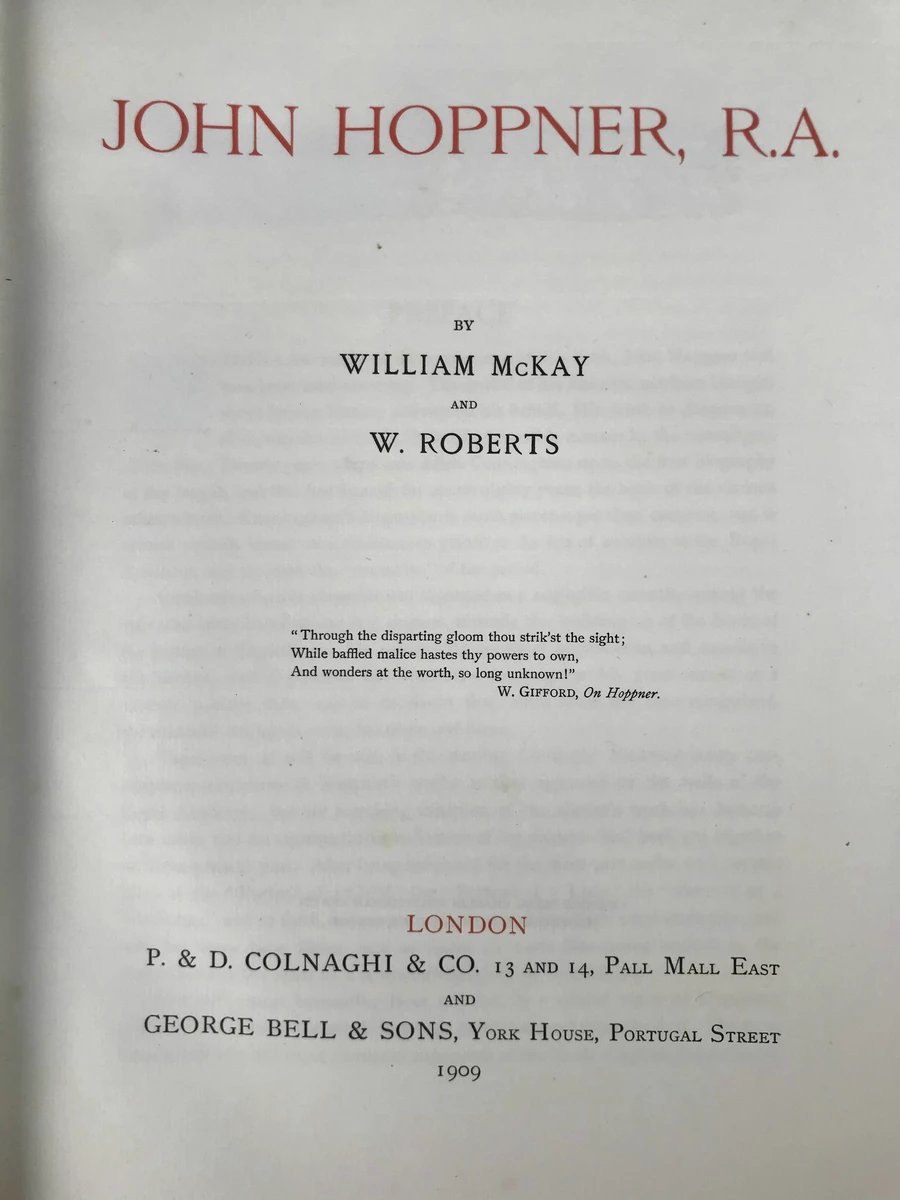 JOHN HOPPNER, R.A.
BY
WILLIAM McKAY
AND
W. ROBERTS
“Through the disparting gloom thou strik'st the sight;
While baffled malice hastes thy powers to own,
And wonders at the worth, so long unknown!”
W. GIFFORD, On Hoppner.
LONDON
P. & D. COLNAGHI & CO. 13 AND 14, PALL MALL EAST
AND
GEORGE BELL & SONS, YORK HOUSE, PORTUGAL STREET
1909